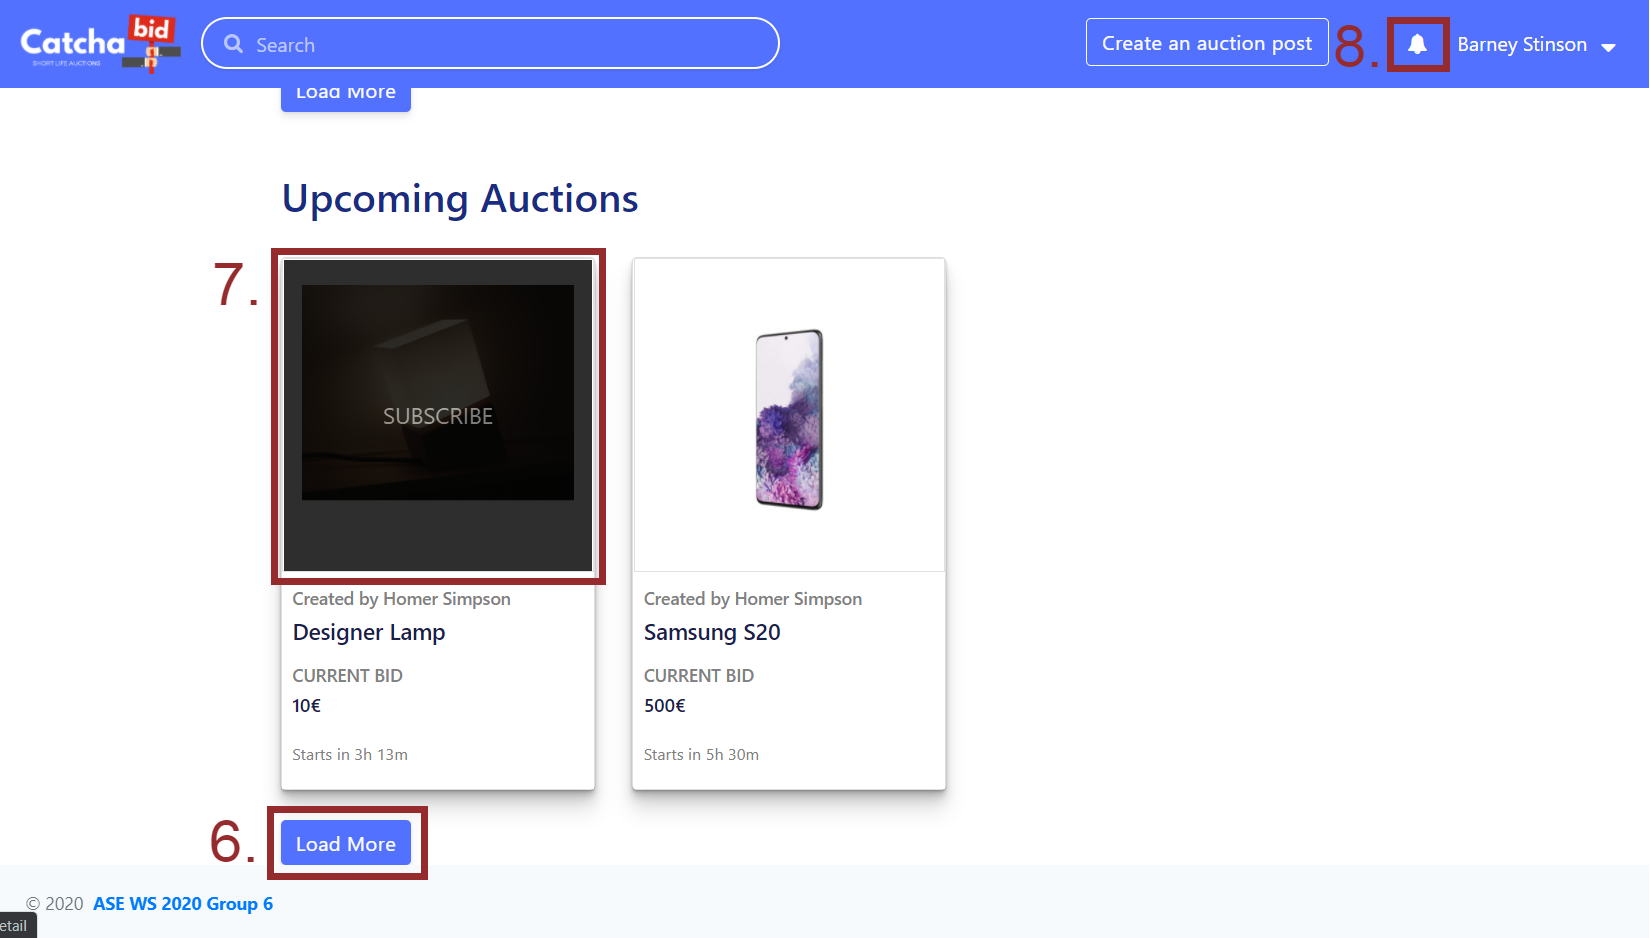 Catcha bid
SHORT LIFE AUCTIONS
Search
Create an auction post
8.
Barney Stinson
Load More
Upcoming Auctions
7.
SUBSCRIBE
Created by Homer Simpson
Designer Lamp
CURRENT BID
10€
Starts in 3h 13m
Created by Homer Simpson
Samsung S20
CURRENT BID
500€
Starts in 5h 30m
6.
Load More
© 2020 ASE WS 2020 Group 6
etail